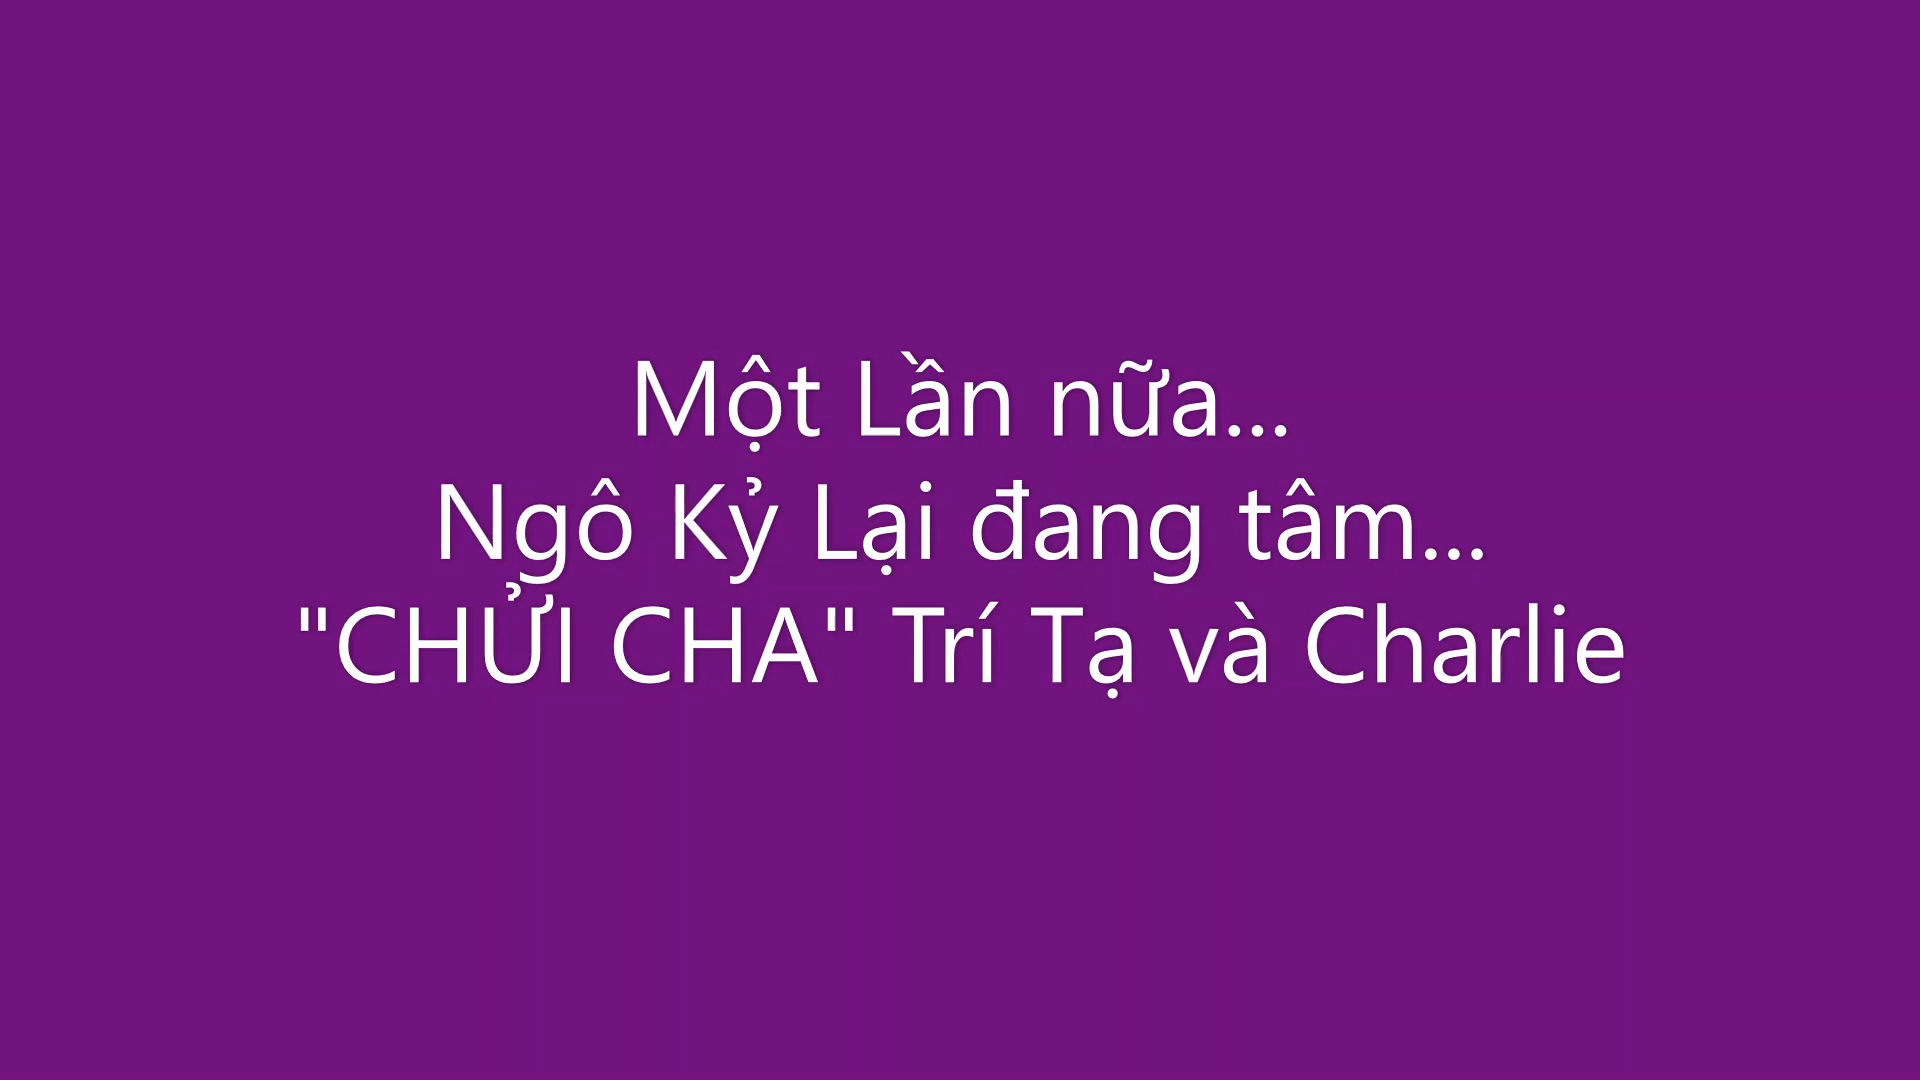 Một Lần nữa...
Ngô Kỷ Lại đang tâm...
"CHỬI CHA" Trí Tạ và Charlie